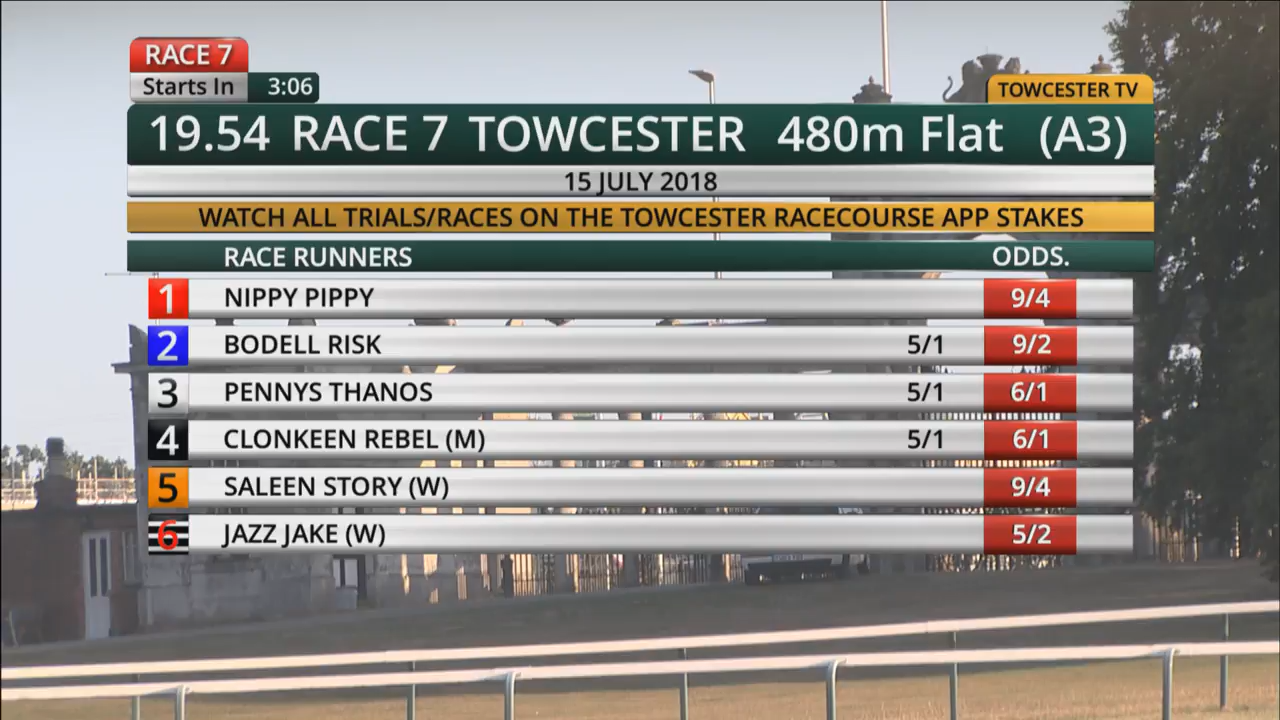 RACE 7
Starts In 3:06
TOWCESTER TV
19.54 RACE 7 TOWCESTER 480m Flat (A3)
15 JULY 2018
WATCH ALL TRIALS/RACES ON THE TOWCESTER RACECOURSE APP STAKES
RACE RUNNERS ODDS.
1 NIPPY PIPPY 9/4
2 BODELL RISK 5/1 9/2
3 PENNYS THANOS 5/1 6/1
4 CLONKEEN REBEL (M) 5/1 6/1
5 SALEEN STORY (W) 9/4
6 JAZZ JAKE (W) 5/2